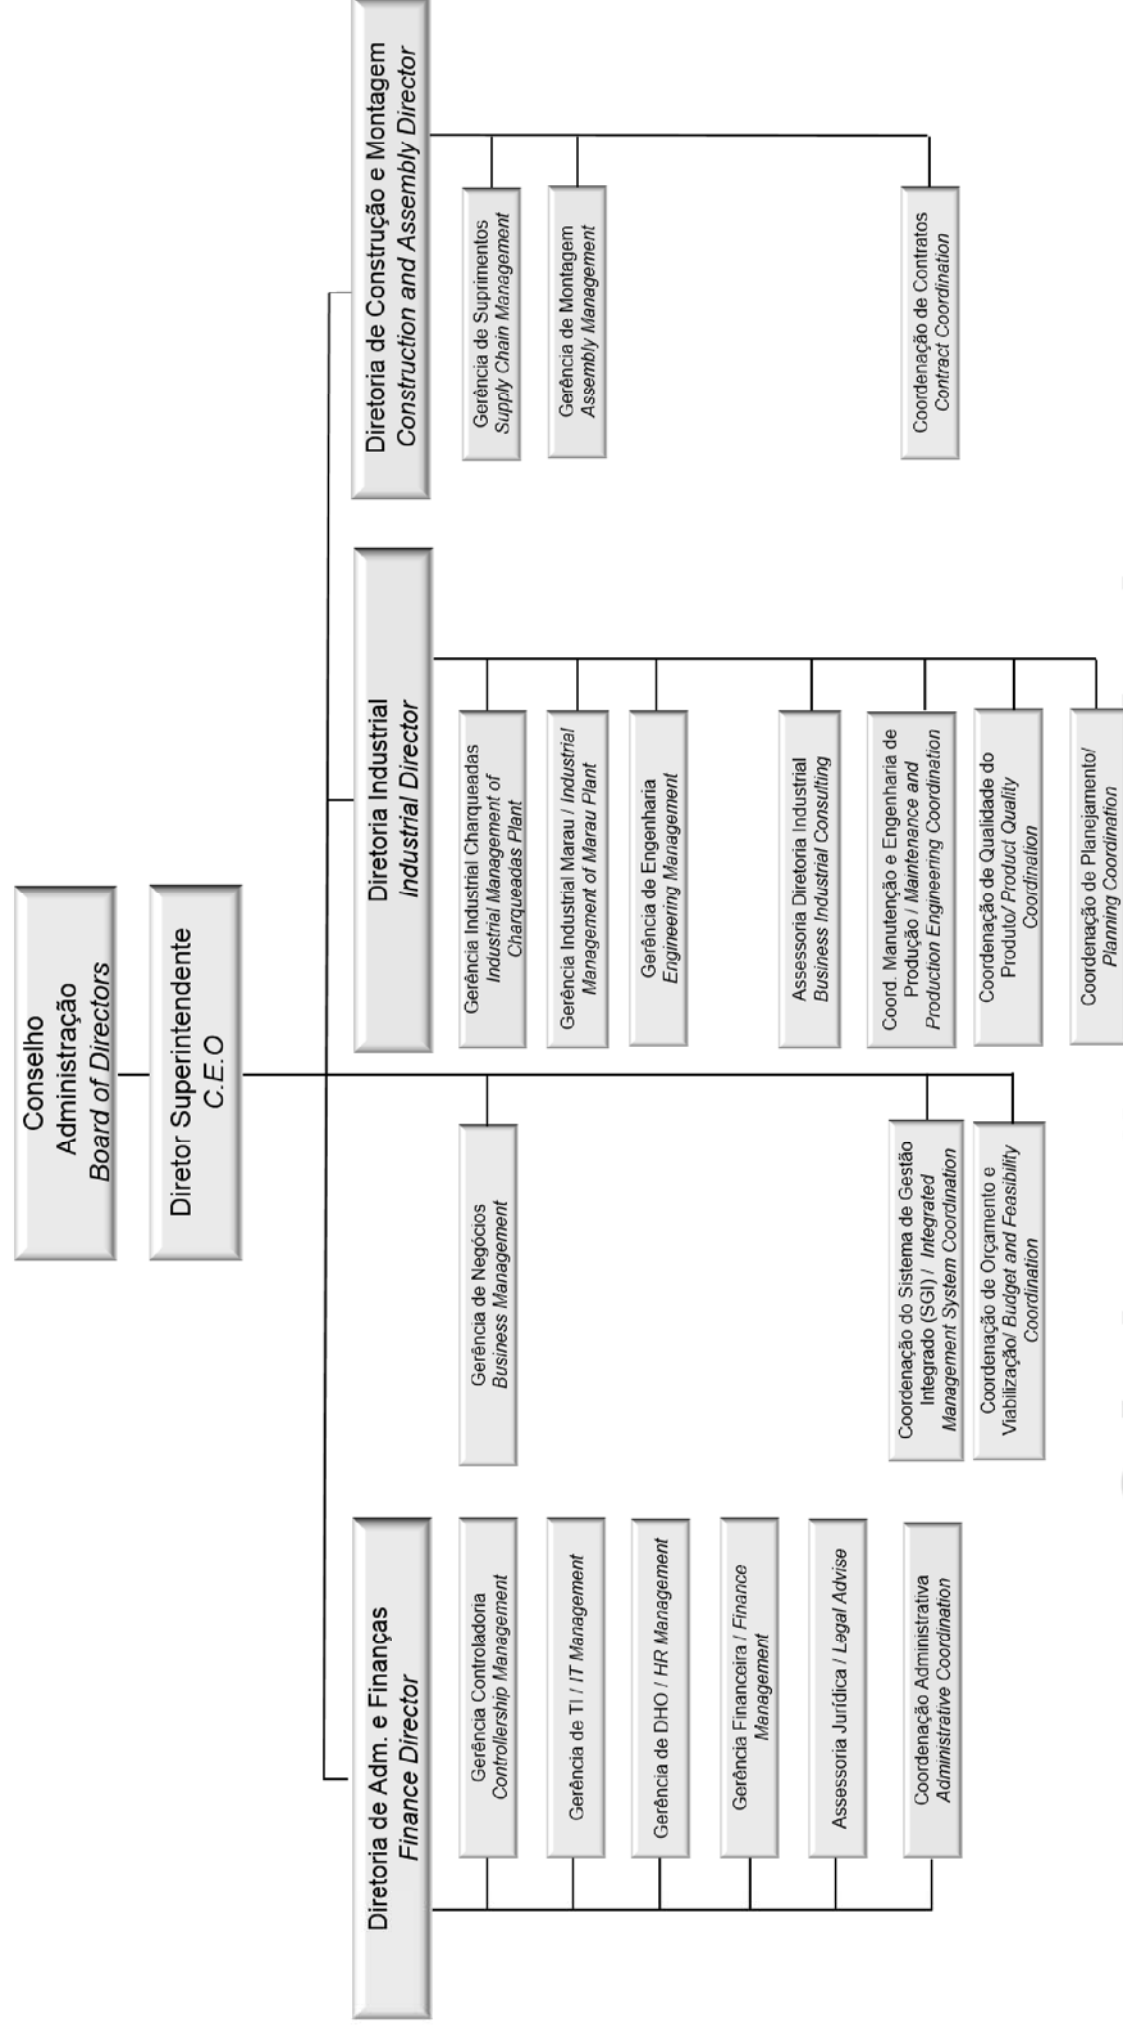 Conselho
Administração
Board of Directors
Diretor Superintendente
C.E.O
Diretoria de Adm. e Finanças
Finance Director
Gerência Controladoria
Controllership Management
Gerência de TI / IT Management
Gerência de DHO / HR Management
Gerência Financeira / Finance
Management
Assessoria Jurídica / Legal Advise
Coordenação Administrativa
Administrative Coordination
Gerência de Negócios
Business Management
Coordenação do Sistema de Gestão
Integrado (SGI) / Integrated
Management System Coordination
Coordenação de Orçamento e
Viabilização/ Budget and Feasibility
Coordination
Diretoria Industrial
Industrial Director
Gerência Industrial Charqueadas
Industrial Management of
Charqueadas Plant
Gerência Industrial Marau / Industrial
Management of Marau Plant
Gerência de Engenharia
Engineering Management
Assessoria Diretoria Industrial
Business Industrial Consulting
Coord. Manutenção e Engenharia de
Produção / Maintenance and
Production Engineering Coordination
Coordenação de Qualidade do
Produto/ Product Quality
Coordination
Coordenação de Planejamento/
Planning Coordination
Diretoria de Construção e Montagem
Construction and Assembly Director
Gerência de Suprimentos
Supply Chain Management
Gerência de Montagem
Assembly Management
Coordenação de Contratos
Contract Coordination